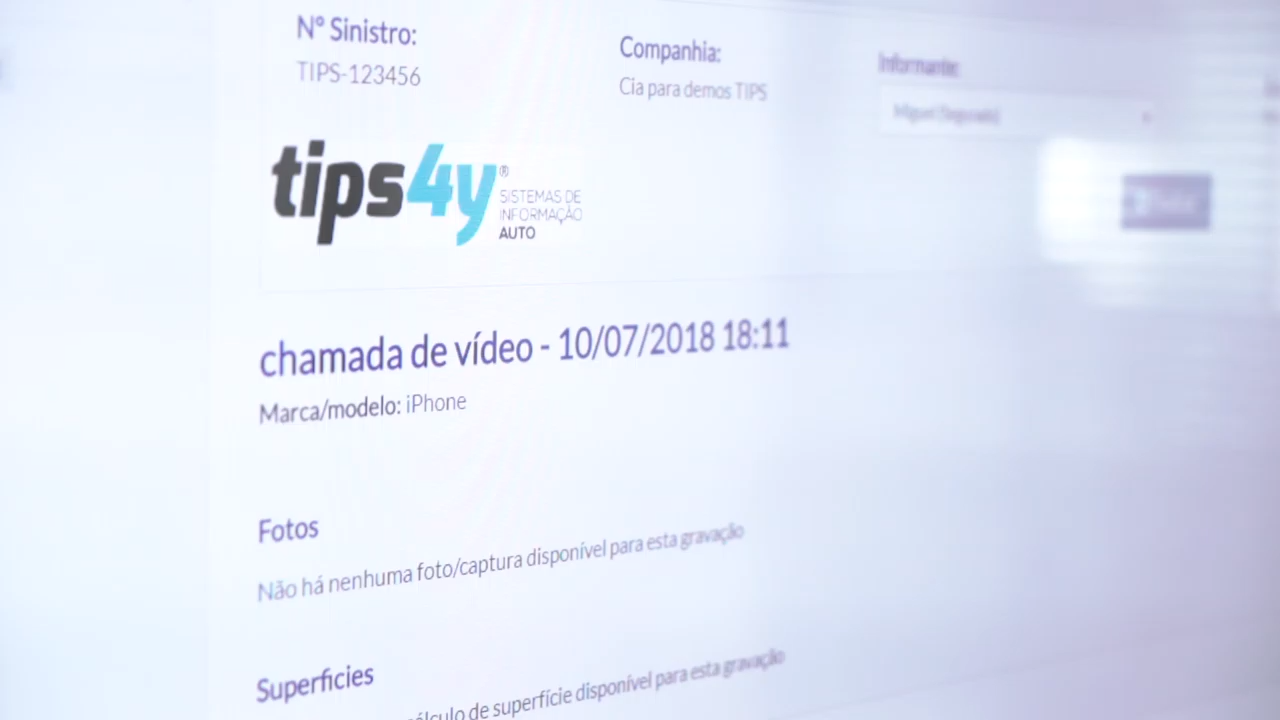 Nº Sinistro:
TIPS-123456
Companhia:
Cia para demos TIPS
Informante:
Miguel (Segurado)
tips4y®
SISTEMAS DE
INFORMAÇÃO
AUTO
chamada de vídeo - 10/07/2018 18:11
Marca/modelo: iPhone
Fotos
Não há nenhuma foto/captura disponível para esta gravação
Superficies
de superfície disponível para esta gravação